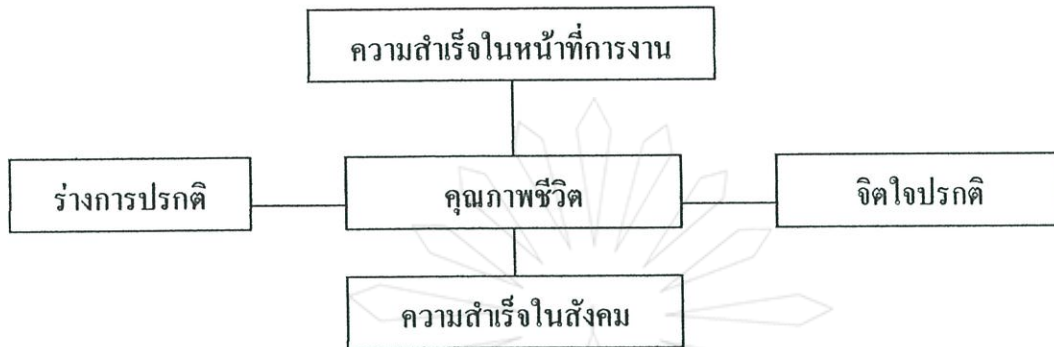 ความสำเร็จในหน้าที่การงาน
ร่างการปรกติ
คุณภาพชีวิต
จิตใจปรกติ
ความสำเร็จในสังคม